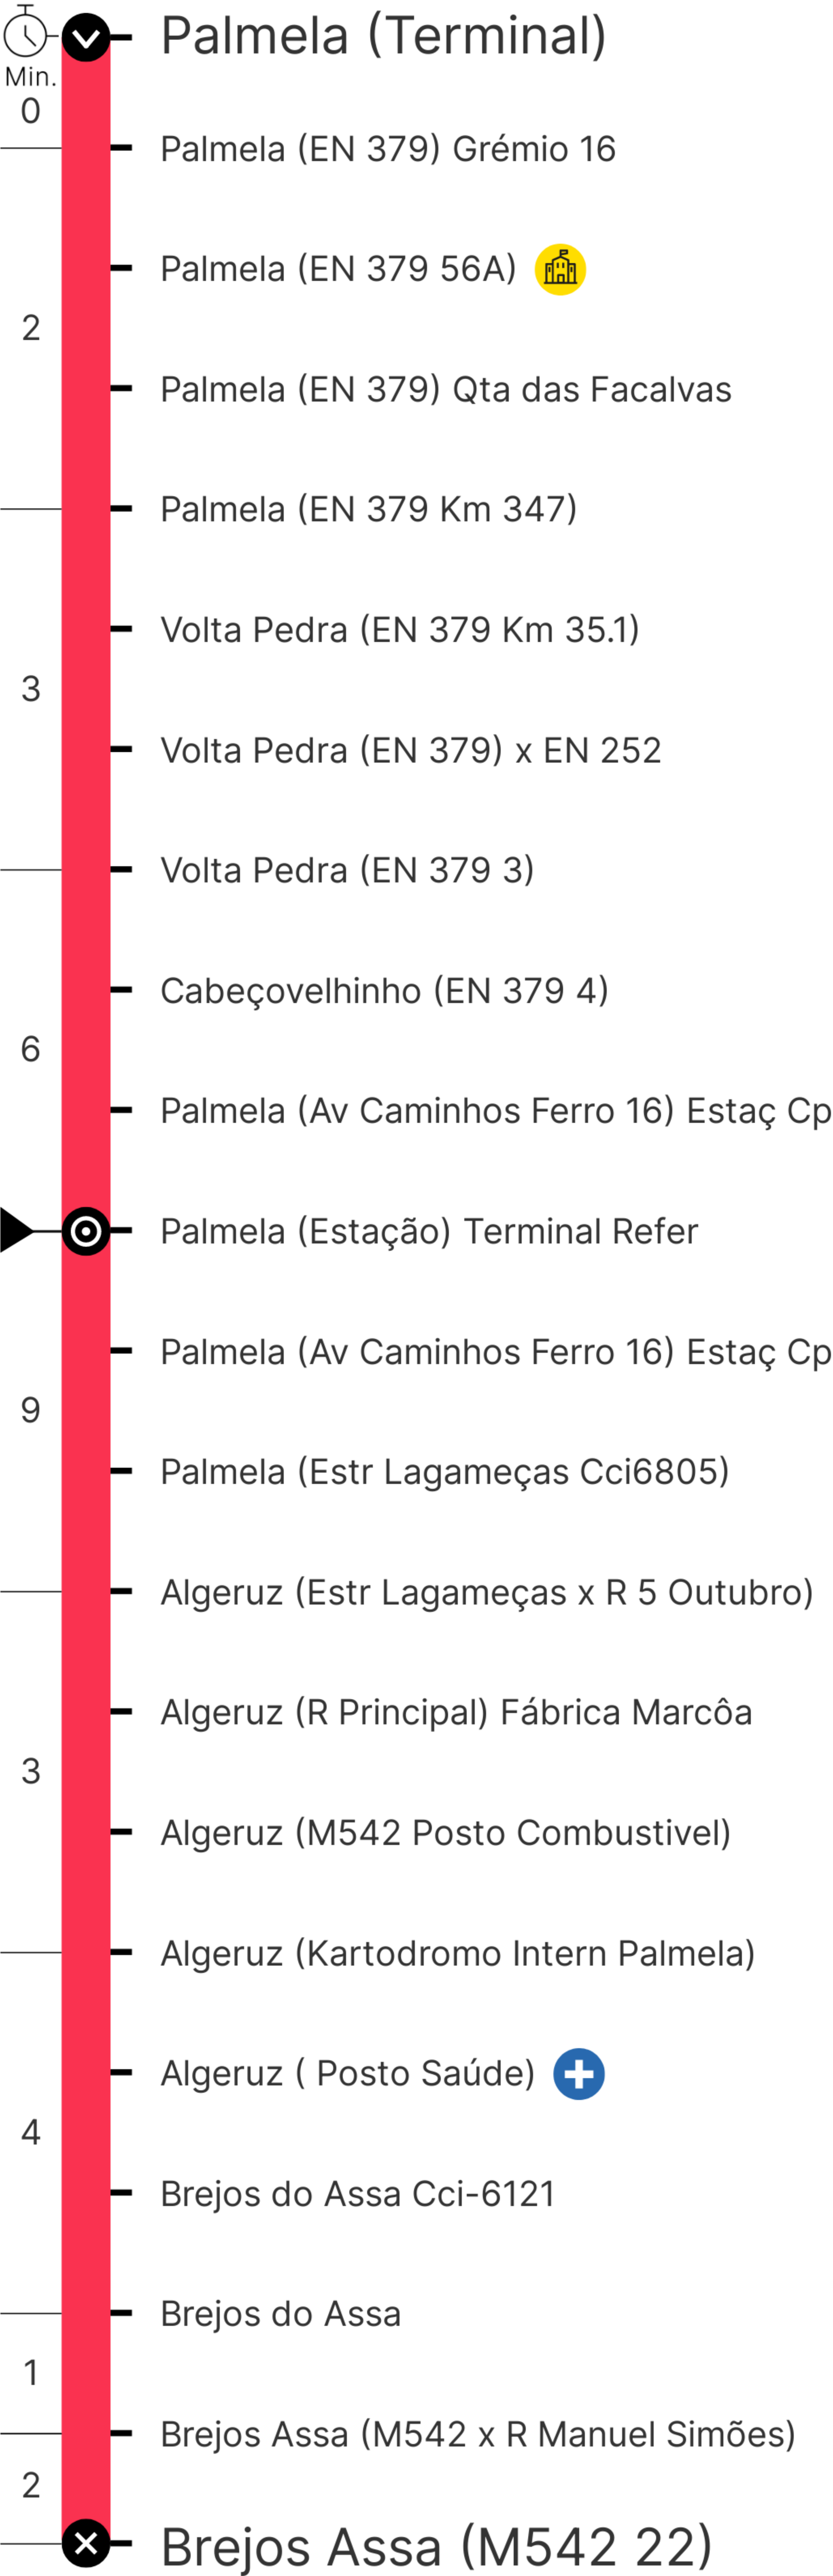 Palmela (Terminal)
Min.
0
Palmela (EN 379) Grémio 16
Palmela (EN 379 56A)
2
Palmela (EN 379) Qta das Facalvas
Palmela (EN 379 Km 347)
Volta Pedra (EN 379 Km 35.1)
3
Volta Pedra (EN 379) x EN 252
Volta Pedra (EN 379 3)
Cabeçovelhinho (EN 379 4)
6
Palmela (Av Caminhos Ferro 16) Estaç Cp
Palmela (Estação) Terminal Refer
Palmela (Av Caminhos Ferro 16) Estaç Cp
9
Palmela (Estr Lagameças Cci6805)
Algeruz (Estr Lagameças x R 5 Outubro)
Algeruz (R Principal) Fábrica Marcôa
3
Algeruz (M542 Posto Combustivel)
Algeruz (Kartodromo Intern Palmela)
Algeruz ( Posto Saúde)
4
Brejos do Assa Cci-6121
Brejos do Assa
1
Brejos Assa (M542 x R Manuel Simões)
2
Brejos Assa (M542 22)